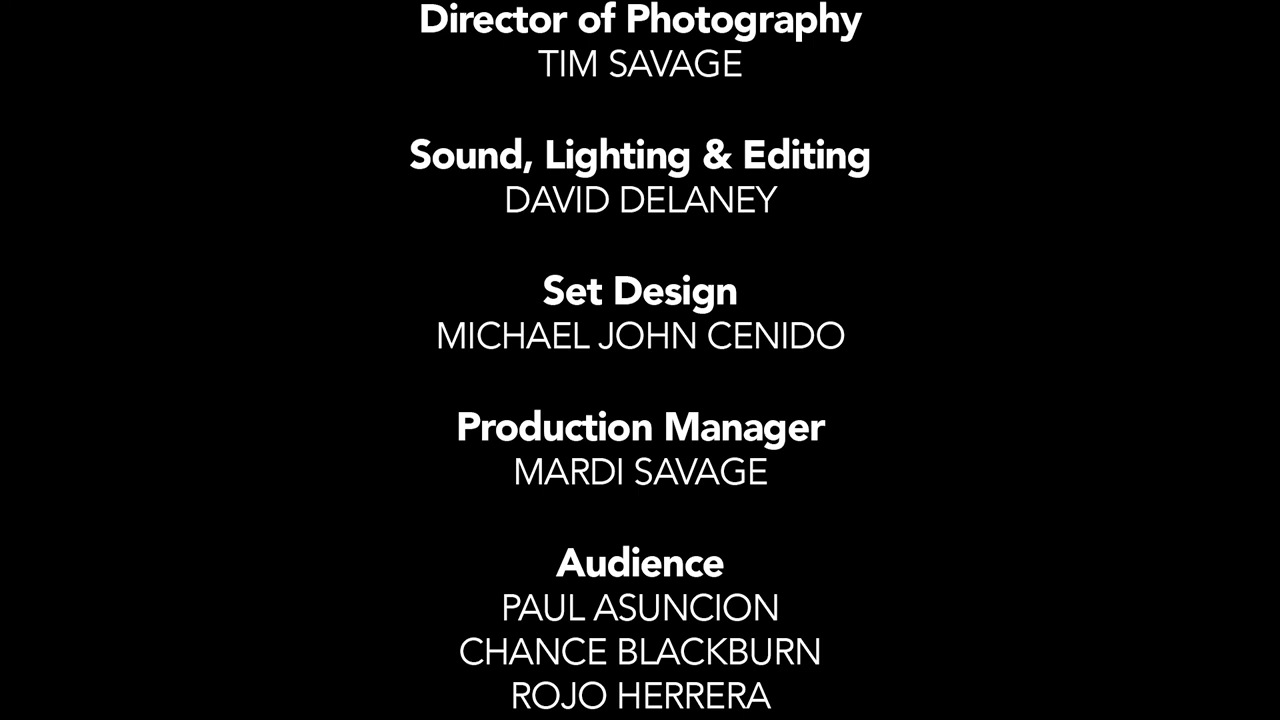 Director of Photography
TIM SAVAGE
Sound, Lighting & Editing
DAVID DELANEY
Set Design
MICHAEL JOHN CENIDO
Production Manager
MARDI SAVAGE
Audience
PAUL ASUNCION
CHANCE BLACKBURN
ROJO HERRERA